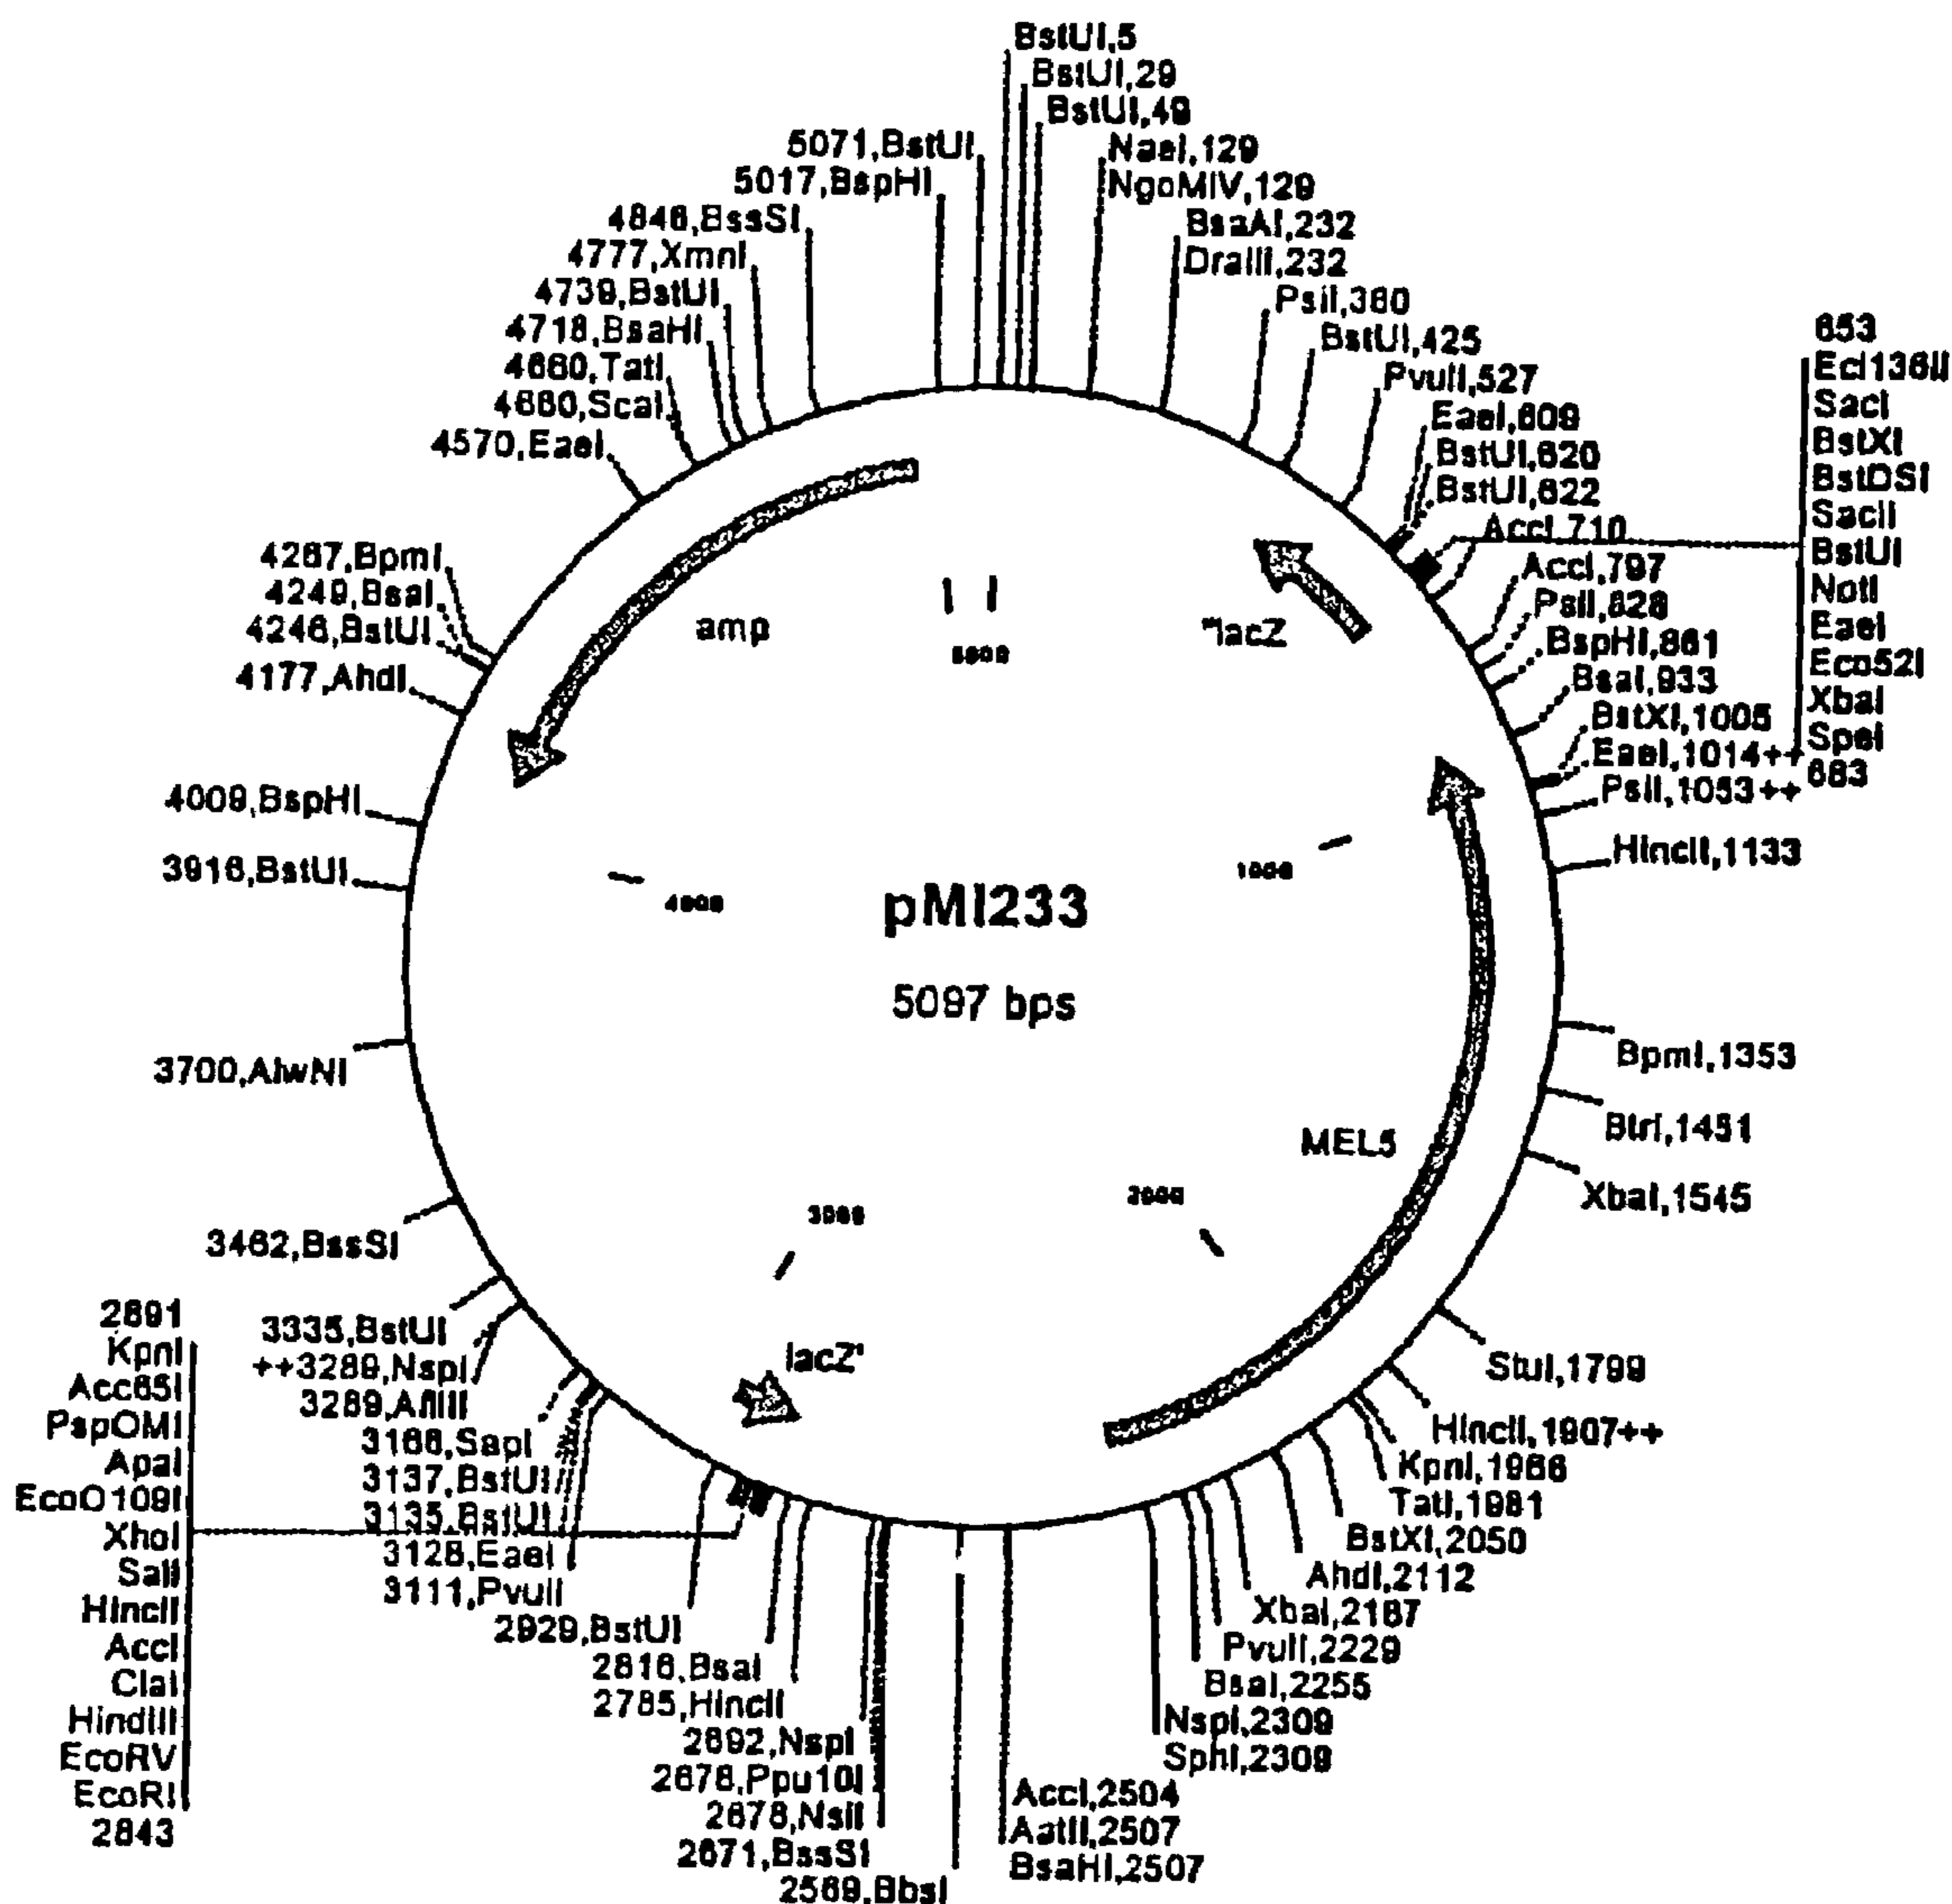 BstUI,5
BstUI,29
BstUI,49
NaeI,129
NgoMIV,129
BsaAI,232
DraIII,232
PsiI,360
BstUI,425
PvuII,527
EaeI,609
BstUI,620
BstUI,622
AccI,710
AccI,797
PsiI,828
BspHI,861
BsaI,933
BstXI,1005
EaeI,1014++
PsiI,1053++
653
Ecl136II
SacI
BstXI
BstDSI
SacII
BstUI
NotI
EaeI
Eco52I
XbaI
SpeI
683
HincII,1133
BpmI,1353
BtrI,1451
XbaI,1545
StuI,1799
HincII,1907++
KpnI,1966
TatI,1981
BstXI,2050
AhdI,2112
XbaI,2187
PvuII,2229
BsaI,2255
NspI,2309
SphI,2309
AccI,2504
AatII,2507
BsaHI,2507
2569,BbsI
2671,BssSI
2678,NsiI
2678,Ppu10I
2692,NspI
2785,HincII
2816,BsaI
2929,BstUI
3111,PvuII
3128,EaeI
3135,BstUI
3137,BstUI
3166,SapI
3289,AflIII
++3289,NspI
3335,BstUI
2891
KpnI
Acc65I
PspOMI
ApaI
EcoO109I
XhoI
SalI
HincII
AccI
ClaI
HindIII
EcoRV
EcoRI
2843
3462,BssSI
3700,AlwNI
3916,BstUI
4009,BspHI
4177,AhdI
4246,BstUI
4249,BsaI
4267,BpmI
4570,EaeI
4660,ScaI
4660,TatI
4718,BsaHI
4739,BstUI
4777,XmnI
4846,BssSI
5017,BspHI
5071,BstUI
amp
"lacZ
MEL5
lacZ'
5000
1000
2000
3000
4000
pMI233
5097 bps